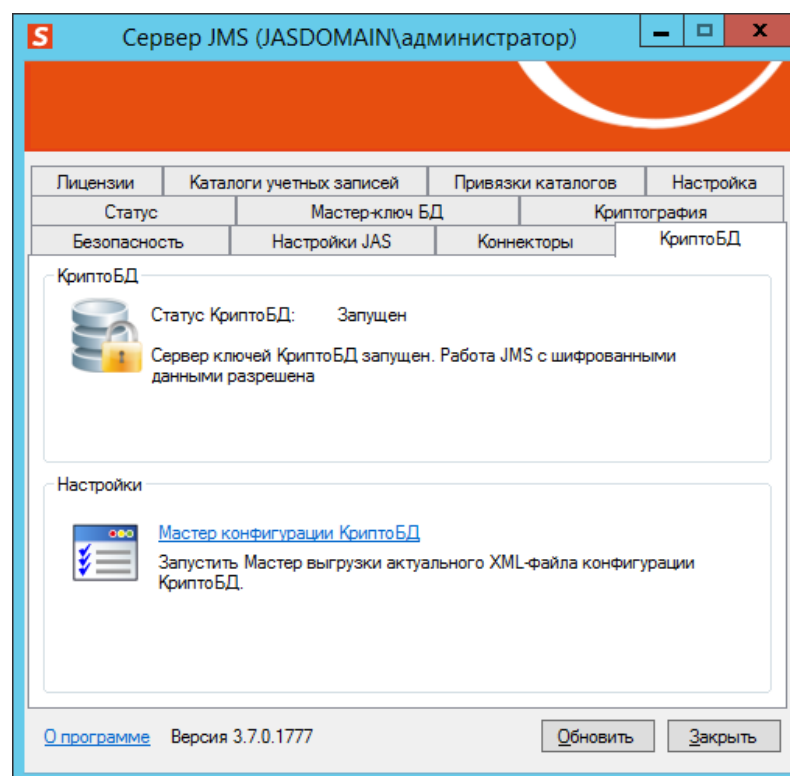 S Сервер JMS (JASDOMAIN\администратор) x
Лицензии Каталоги учетных записей Привязки каталогов Настройка
Статус Мастер-ключ БД Криптография
Безопасность Настройки JAS Коннекторы КриптоБД
КриптоБД
Статус КриптоБД: Запущен
Сервер ключей КриптоБД запущен. Работа JMS с шифрованными
данными разрешена
Настройки
Мастер конфигурации КриптоБД
Запустить Мастер выгрузки актуального XML-файла конфигурации
КриптоБД.
О программе Версия 3.7.0.1777 Обновить Закрыть